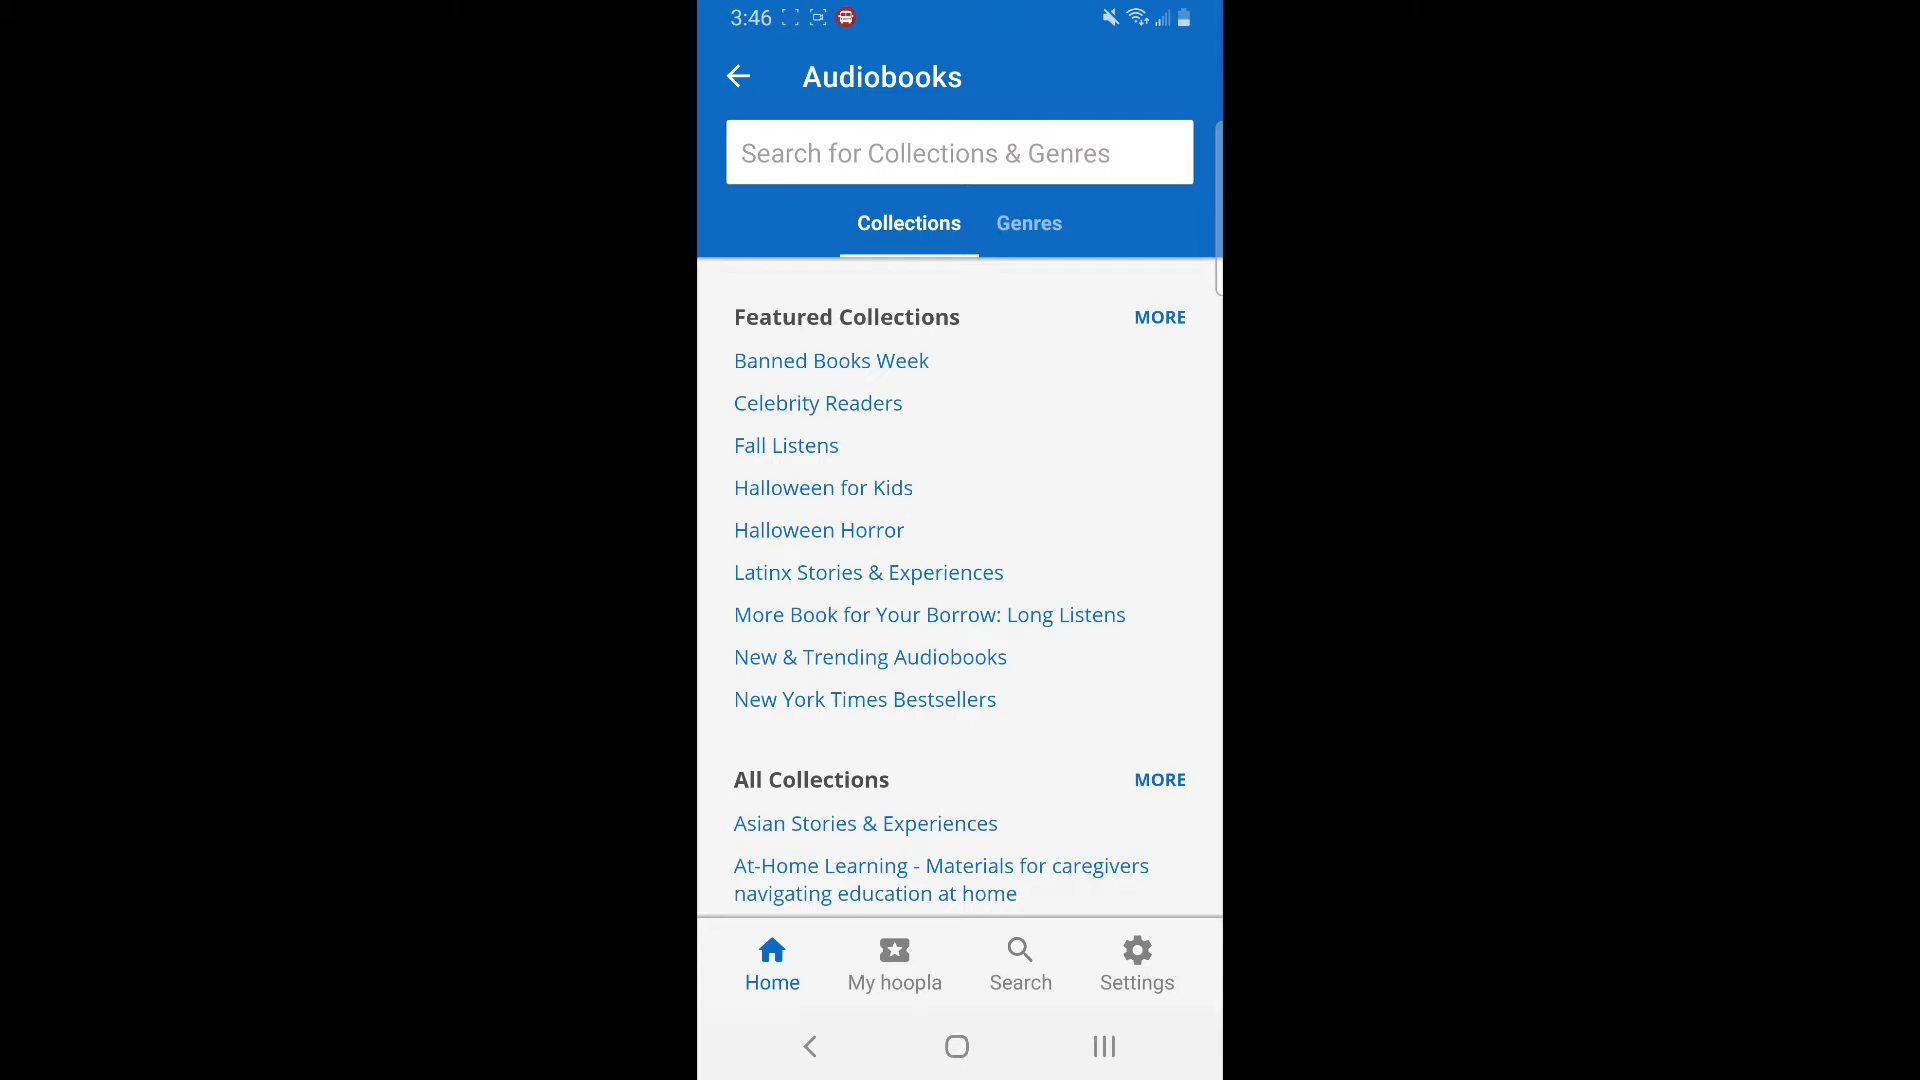 3:46
Audiobooks
Search for Collections & Genres
Collections Genres
Featured Collections MORE
Banned Books Week
Celebrity Readers
Fall Listens
Halloween for Kids
Halloween Horror
Latinx Stories & Experiences
More Book for Your Borrow: Long Listens
New & Trending Audiobooks
New York Times Bestsellers
All Collections MORE
Asian Stories & Experiences
At-Home Learning - Materials for caregivers
navigating education at home
Home My hoopla Search Settings